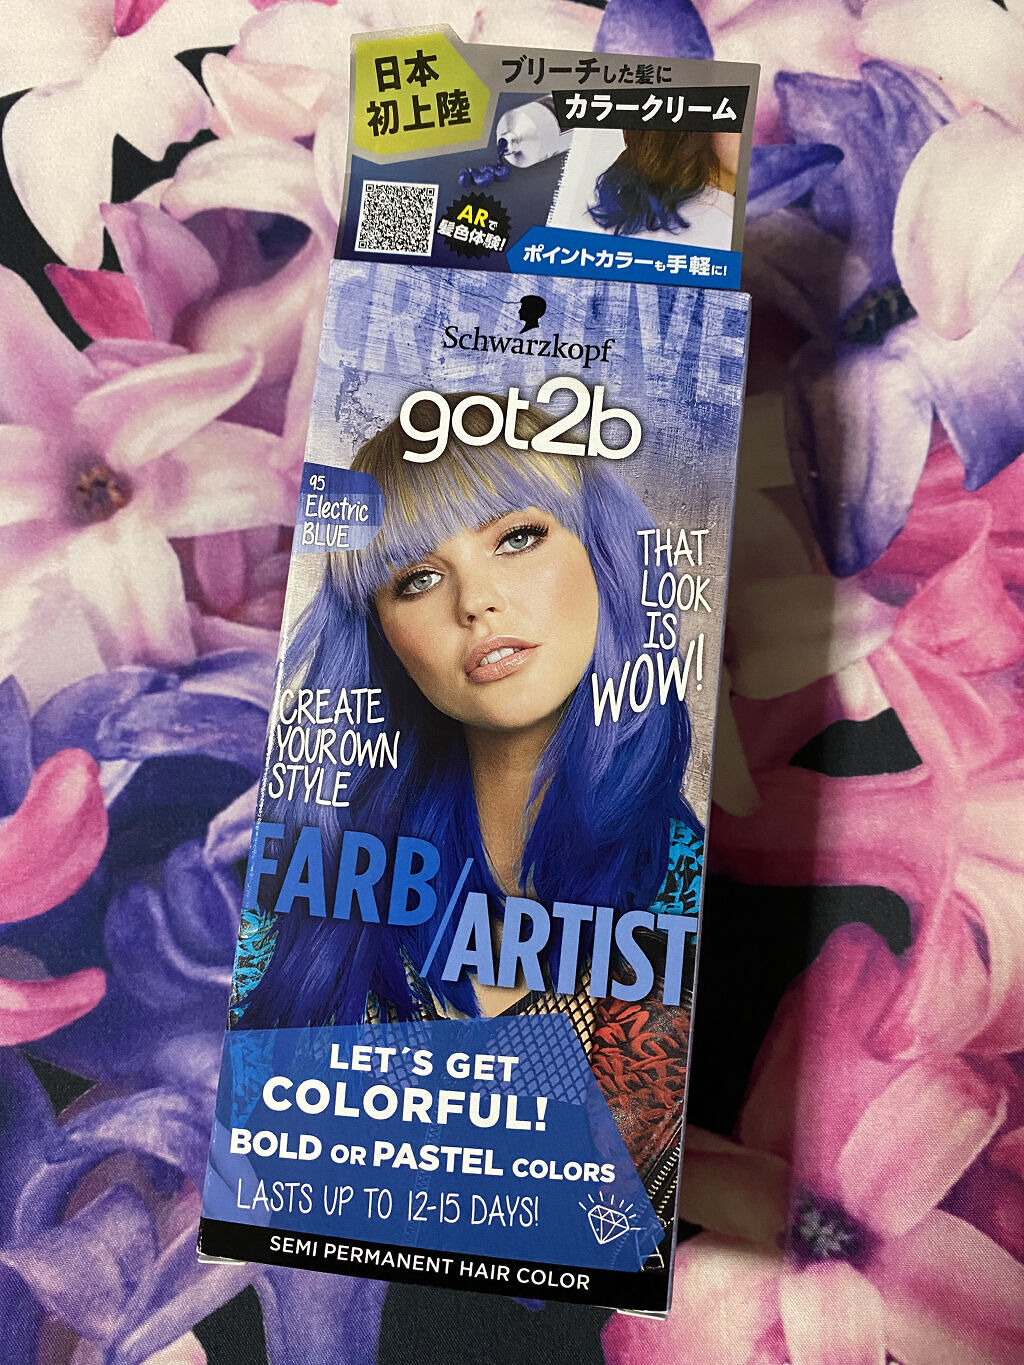 日本
初上陸
ブリーチした髪に
カラークリーム
ARで
髪色体験!
ポイントカラーも手軽に!
CREATIVE
Schwarzkopf
got2b
95
Electric
BLUE
THAT
LOOK
IS
WOW!
CREATE
YOUR OWN
STYLE
FARB/
ARTIST
LET´S GET
COLORFUL!
BOLD OR PASTEL COLORS
LASTS UP TO 12-15 DAYS!
SEMI PERMANENT HAIR COLOR